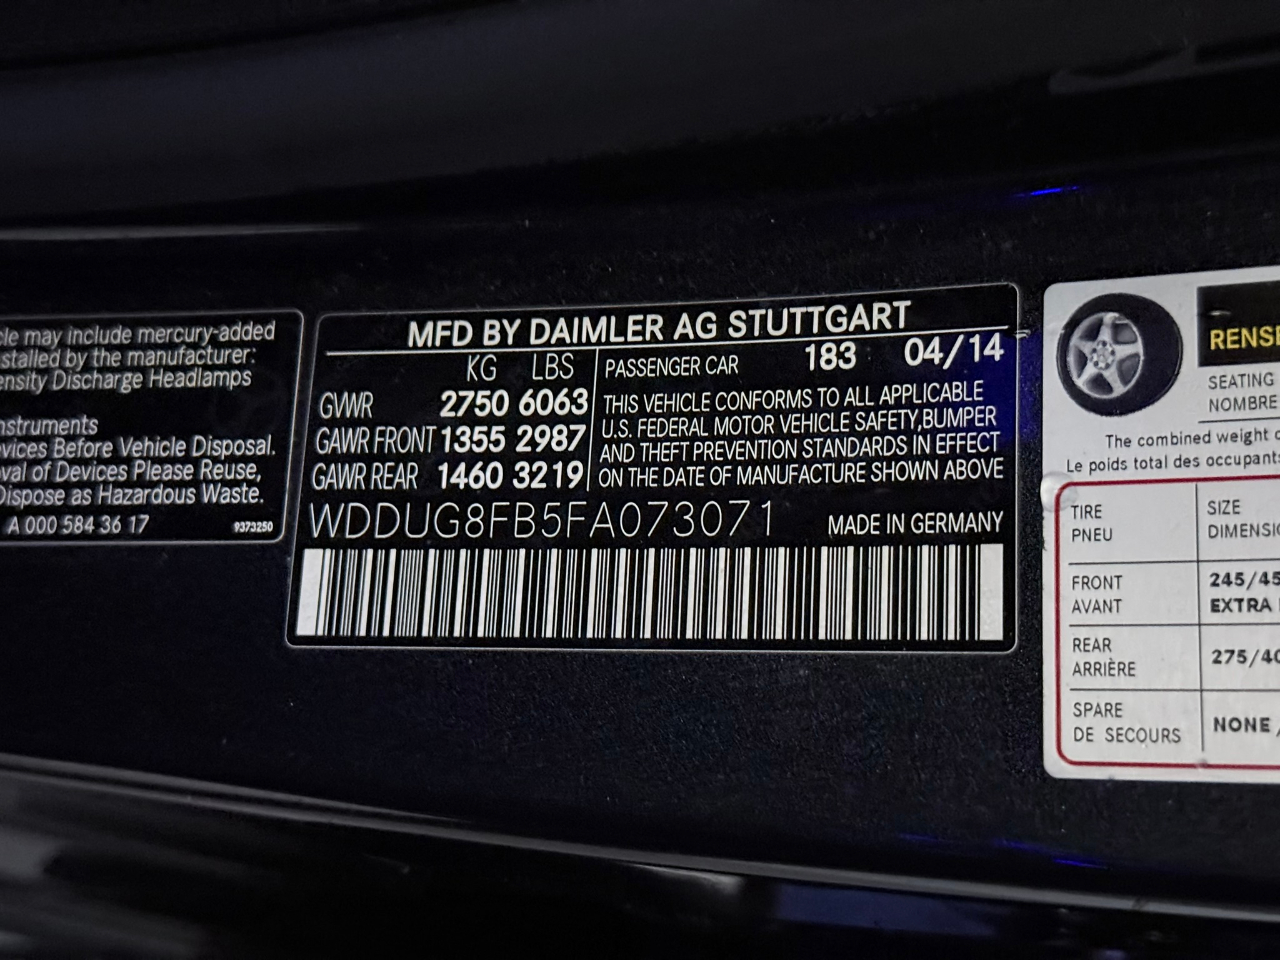 cle may include mercury-added
nstalled by the manufacturer:
ensity Discharge Headlamps
nstruments
evices Before Vehicle Disposal.
oval of Devices Please Reuse,
Dispose as Hazardous Waste.
A 000 584 36 17 9373250
MFD BY DAIMLER AG STUTTGART
KG LBS
GVWR 2750 6063
GAWR FRONT 1355 2987
GAWR REAR 1460 3219
PASSENGER CAR 183 04/14
THIS VEHICLE CONFORMS TO ALL APPLICABLE
U.S. FEDERAL MOTOR VEHICLE SAFETY,BUMPER
AND THEFT PREVENTION STANDARDS IN EFFECT
ON THE DATE OF MANUFACTURE SHOWN ABOVE
WDDUG8FB5FA073071 MADE IN GERMANY
RENSE
SEATING
NOMBRE
The combined weight o
Le poids total des occupants
TIRE SIZE
PNEU DIMENSIO
FRONT 245/45
AVANT EXTRA
REAR 275/40
ARRIÈRE
SPARE NONE
DE SECOURS